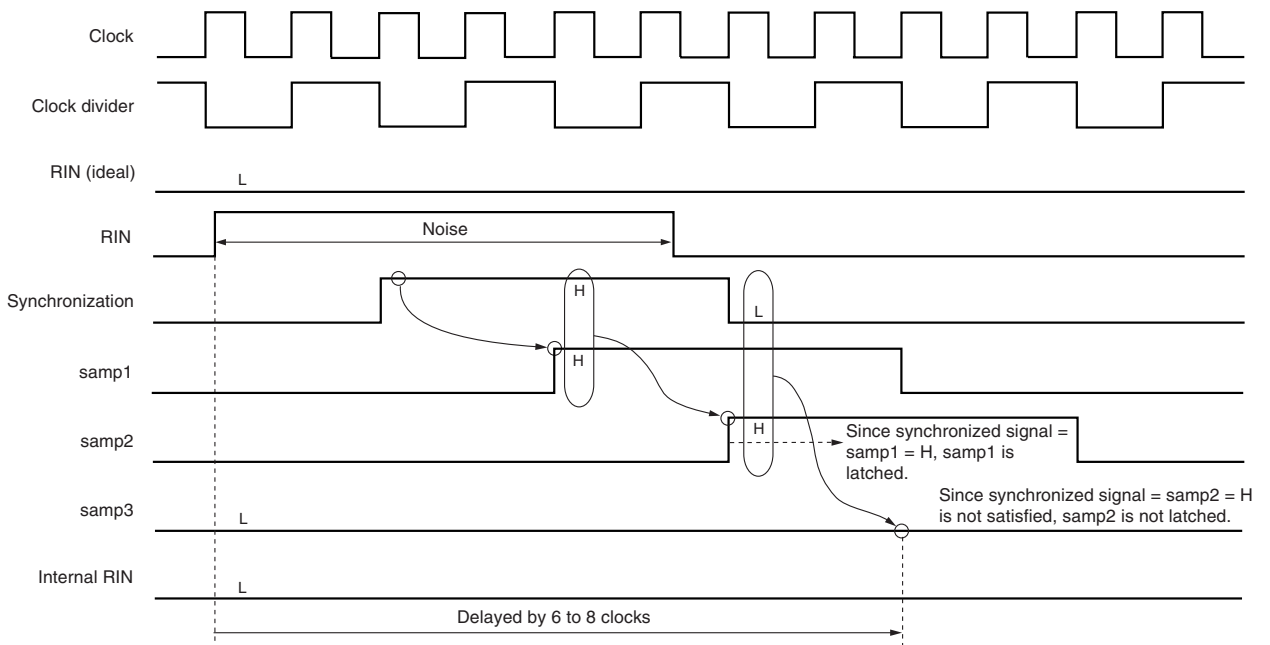 Clock
Clock divider
RIN (ideal)
L
RIN
Noise
Synchronization
H
L
samp1
H
samp2
H
Since synchronized signal =
samp1 = H, samp1 is
latched.
Since synchronized signal = samp2 = H
is not satisfied, samp2 is not latched.
samp3
L
Internal RIN
L
Delayed by 6 to 8 clocks